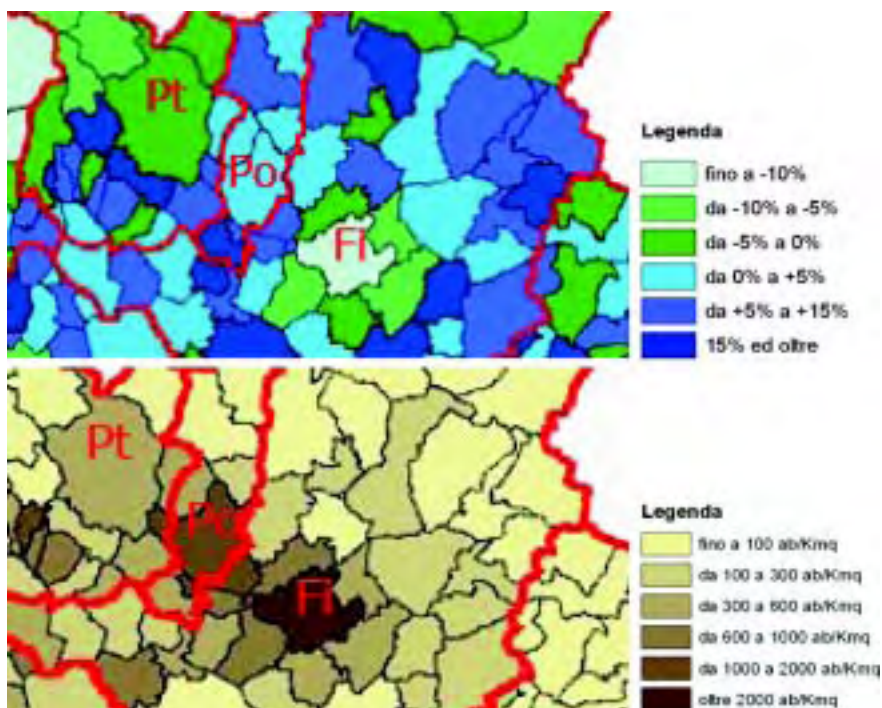 Pt
Po
Fi
Legenda
fino a -10%
da -10% a -5%
da -5% a 0%
da 0% a +5%
da +5% a +15%
15% ed oltre
Pt
Po
Fi
Legenda
fino a 100 ab/Kmq
da 100 a 300 ab/Kmq
da 300 a 600 ab/Kmq
da 600 a 1000 ab/Kmq
da 1000 a 2000 ab/Kmq
oltre 2000 ab/Kmq